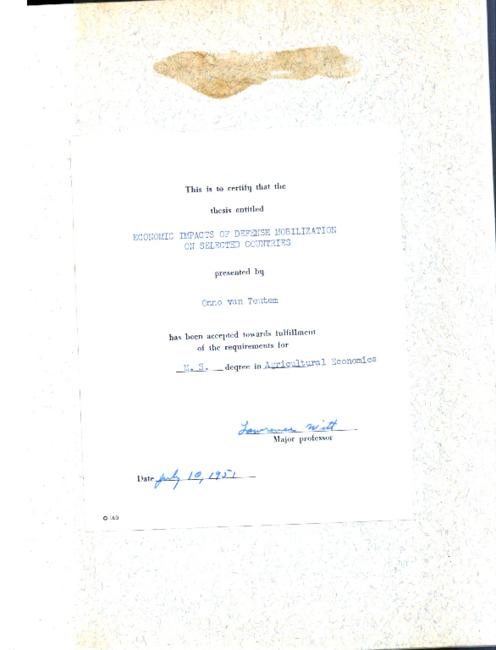 This is to certify that the
thesis entitled
ECONOMIC IMPACTS OF DEFENSE MOBILIZATION
ON SELECTED COUNTRIES
presented by
Onno van Teutem
has been accepted towards fulfillment
of the requirements for
M. S. degree in Agricultural Economics
Lawrence Witt
Major professor
Date July 10, 1951